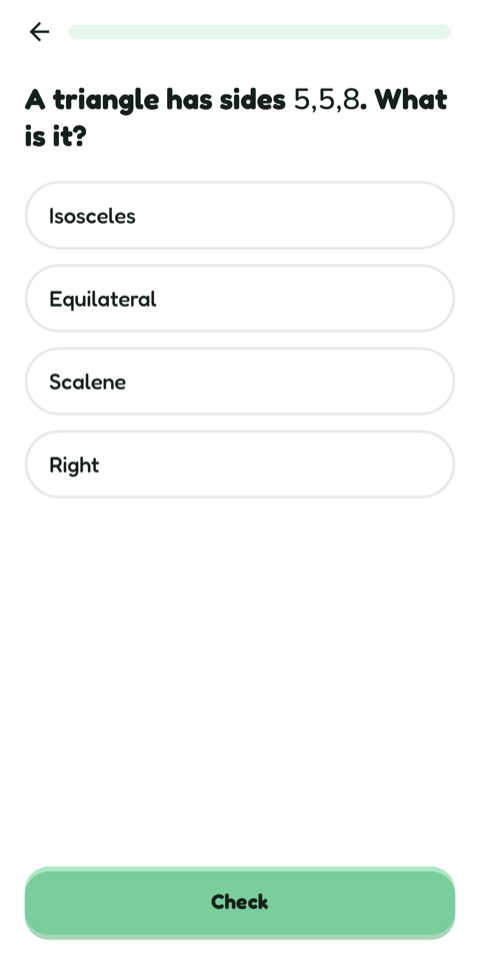 A triangle has sides 5,5,8. What
is it?
Isosceles
Equilateral
Scalene
Right
Check